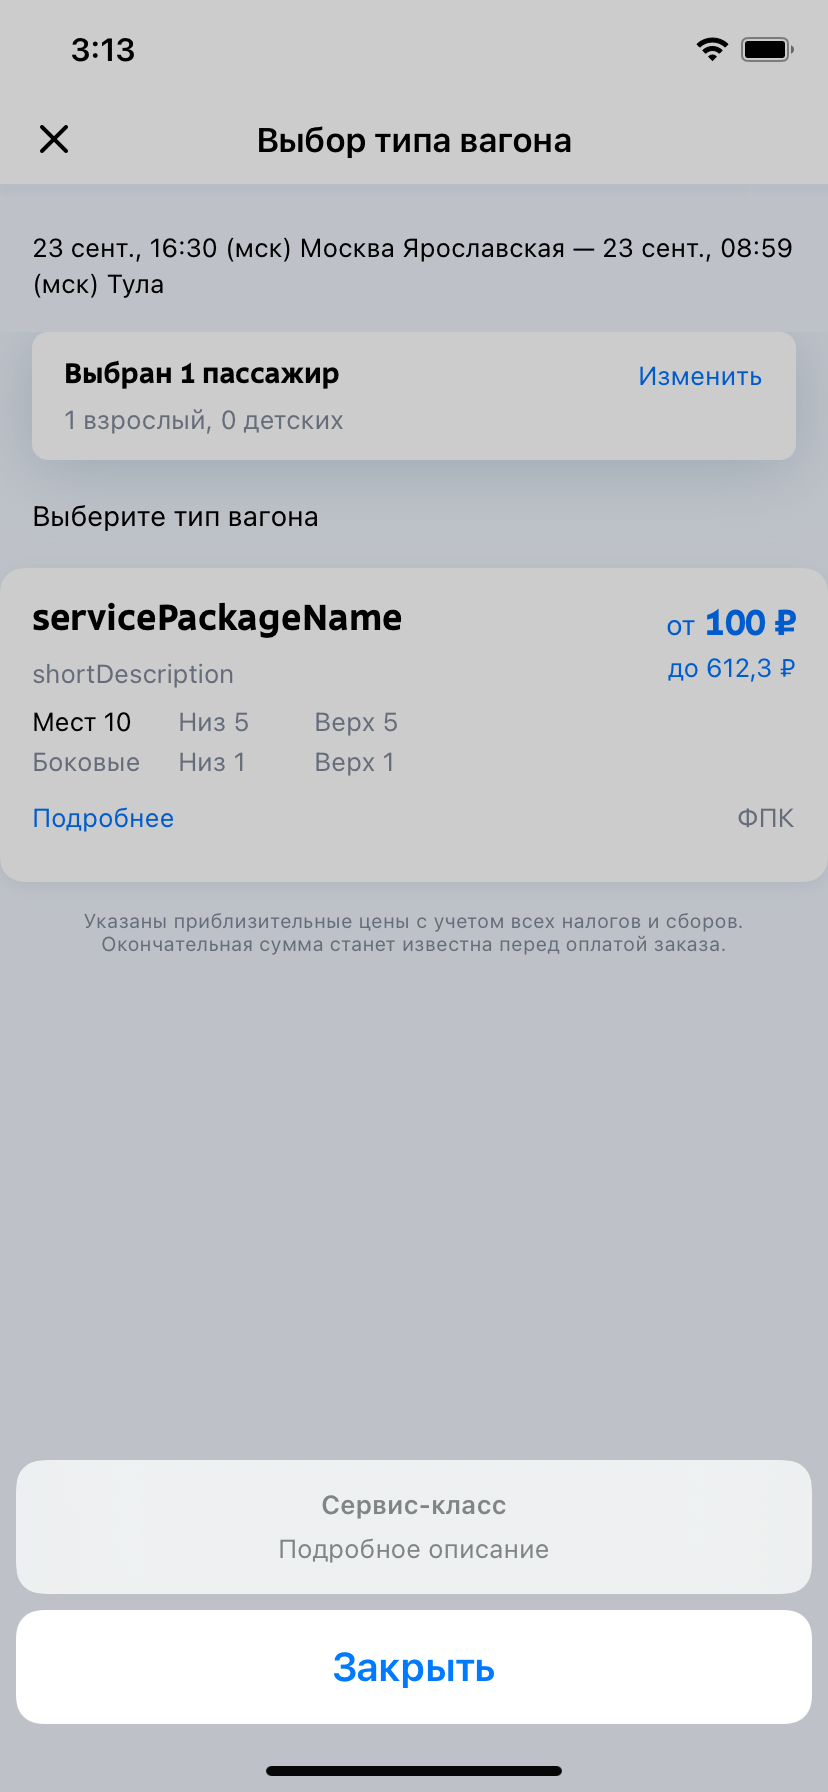 3:13
Выбор типа вагона
23 сент., 16:30 (мск) Москва Ярославская — 23 сент., 08:59
(мск) Тула
Выбран 1 пассажир
Изменить
1 взрослый, 0 детских
Выберите тип вагона
servicePackageName
от 100 ₽
shortDescription
до 612,3 ₽
Мест 10 Низ 5 Верх 5
Боковые Низ 1 Верх 1
Подробнее
ФПК
Указаны приблизительные цены с учетом всех налогов и сборов.
Окончательная сумма станет известна перед оплатой заказа.
Сервис-класс
Подробное описание
Закрыть